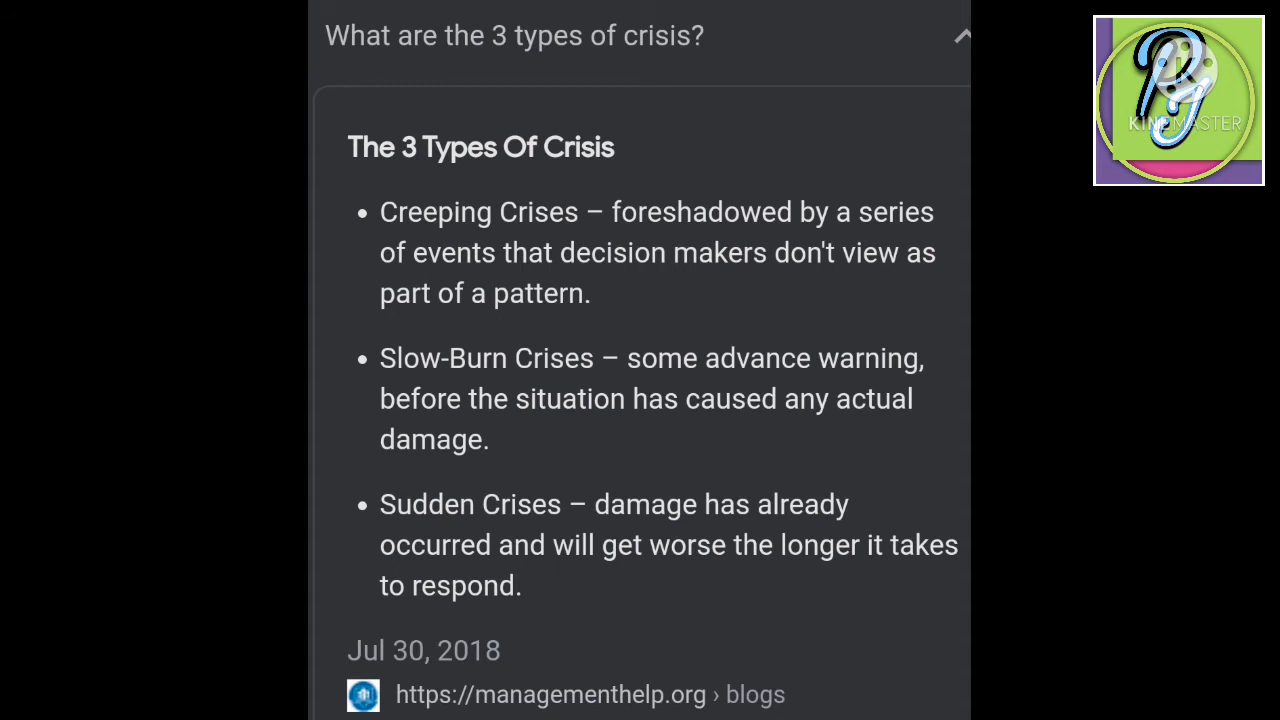 What are the 3 types of crisis?
The 3 Types Of Crisis
• Creeping Crises – foreshadowed by a series
of events that decision makers don't view as
part of a pattern.
• Slow-Burn Crises – some advance warning,
before the situation has caused any actual
damage.
• Sudden Crises – damage has already
occurred and will get worse the longer it takes
to respond.
Jul 30, 2018
https://managementhelp.org › blogs
KINEMASTER